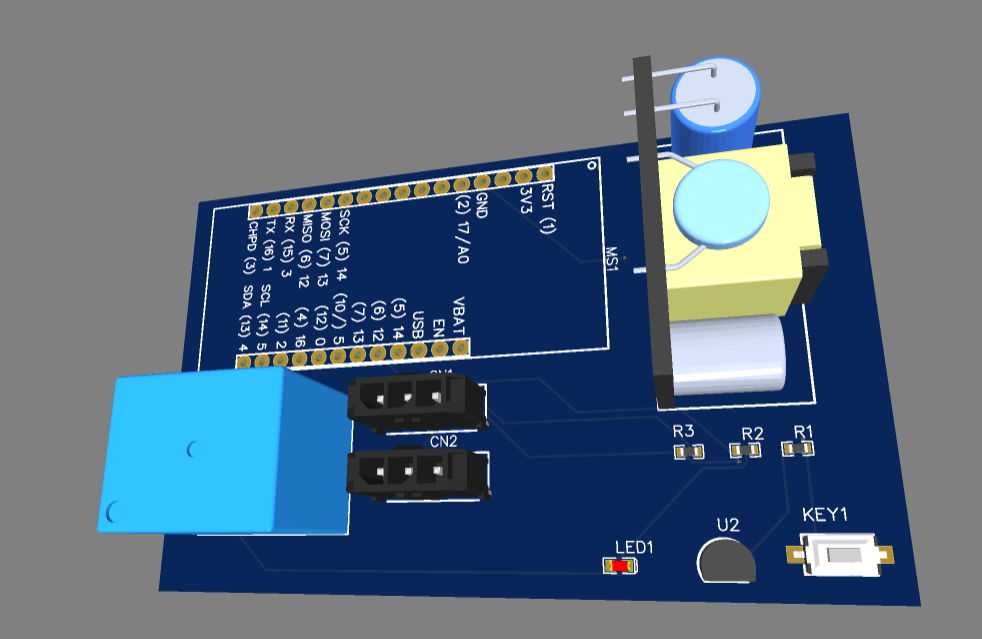 RST (1)
3V3
GND
(2) 17/A0
SCK (5) 14
MOSI (7) 13
MISO (6) 12
RX (15) 3
TX (16) 1
CHPD (3)
VBAT
EN
USB
(5) 14
(6) 12
(7) 13
(10/) 5
(12) 0
(4) 16
(11) 2
SCL (14) 5
SDA (13) 4
MS1
CN2
R3
R2
R1
U2
KEY1
LED1